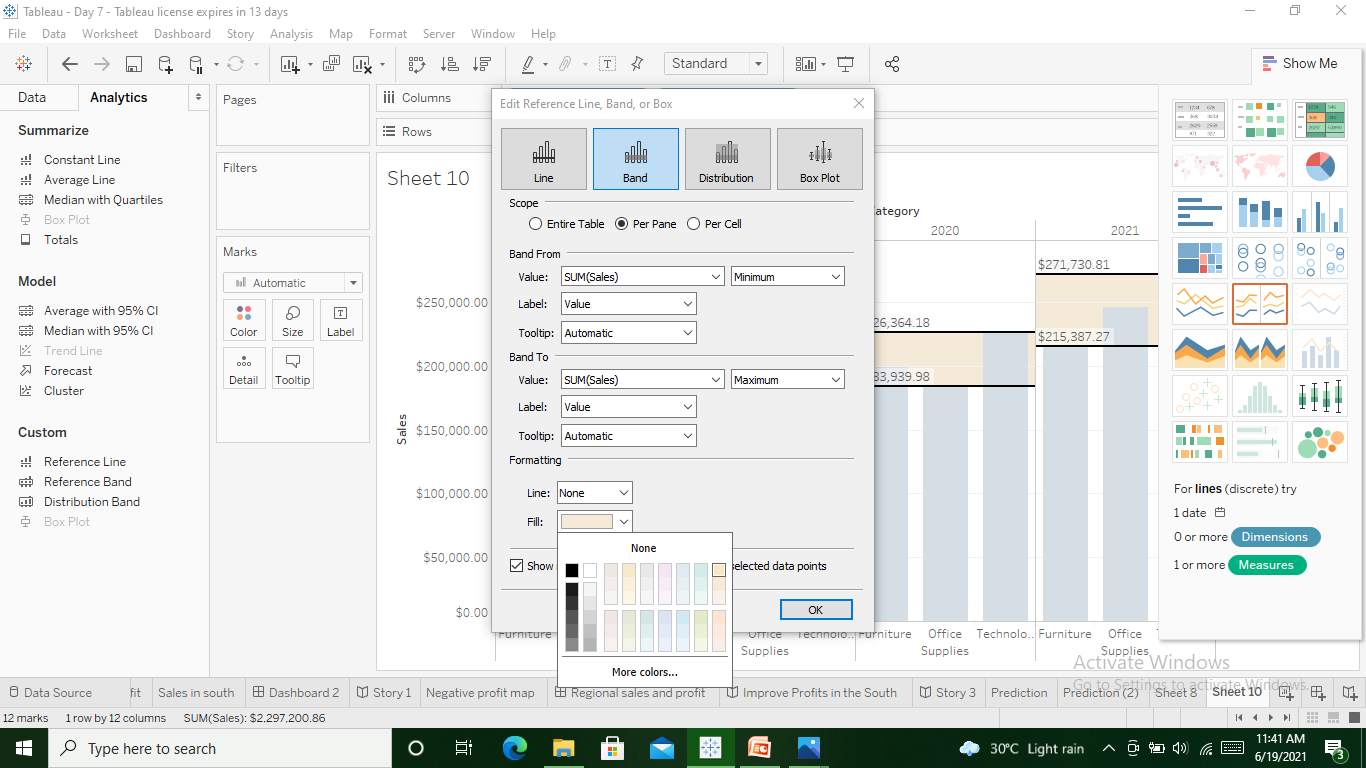 Tableau - Day 7 - Tableau license expires in 13 days
File Data Worksheet Dashboard Story Analysis Map Format Server Window Help
Standard
Show Me
Data Analytics
Summarize
Constant Line
Average Line
Median with Quartiles
Box Plot
Totals
Model
Average with 95% CI
Median with 95% CI
Trend Line
Forecast
Cluster
Custom
Reference Line
Reference Band
Distribution Band
Box Plot
Pages
Filters
Marks
Automatic
Color Size Label
Detail Tooltip
Columns
Rows
Sheet 10
Sales
$250,000.00
$200,000.00
$150,000.00
$100,000.00
$50,000.00
$0.00
Edit Reference Line, Band, or Box
Line Band Distribution Box Plot
Scope
Entire Table Per Pane Per Cell
Band From
Value: SUM(Sales) Minimum
Label: Value
Tooltip: Automatic
Band To
Value: SUM(Sales) Maximum
Label: Value
Tooltip: Automatic
Formatting
Line: None
Fill:
None
More colors...
Show selected data points
OK
ategory
2020 2021
$271,730.81
26,364.18
$215,387.27
83,939.98
Furniture Office Supplies Technolo.. Furniture Office Supplies Technolo.. Furniture Office Supplies
For lines (discrete) try
1 date
0 or more Dimensions
1 or more Measures
Activate Windows
Go to Settings to activate Windows.
Data Source fit Sales in south Dashboard 2 Story 1 Negative profit map Regional sales and profit Improve Profits in the South Story 3 Prediction Prediction (2) Sheet 8 Sheet 10
12 marks 1 row by 12 columns SUM(Sales): $2,297,200.86
Type here to search
30°C Light rain
11:41 AM
6/19/2021
3